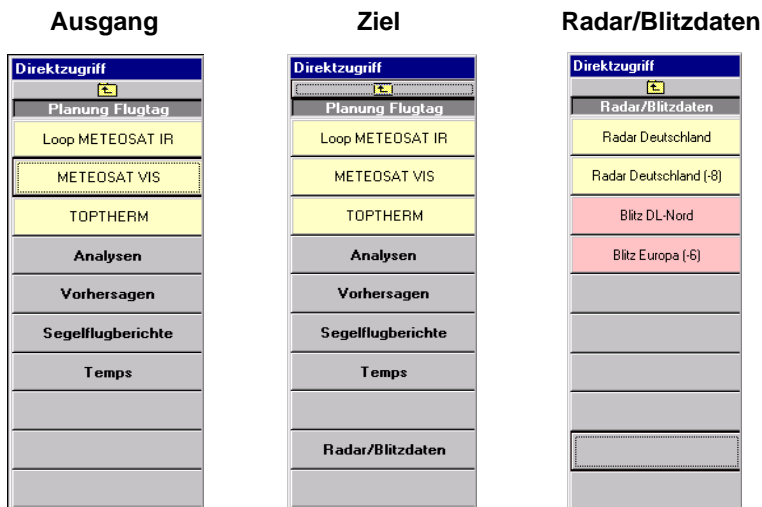 Ausgang
Direktzugriff
Planung Flugtag
Loop METEOSAT IR
METEOSAT VIS
TOPTHERM
Analysen
Vorhersagen
Segelflugberichte
Temps
Ziel
Direktzugriff
Planung Flugtag
Loop METEOSAT IR
METEOSAT VIS
TOPTHERM
Analysen
Vorhersagen
Segelflugberichte
Temps
Radar/Blitzdaten
Radar/Blitzdaten
Direktzugriff
Radar/Blitzdaten
Radar Deutschland
Radar Deutschland (-8)
Blitz DL-Nord
Blitz Europa (-6)